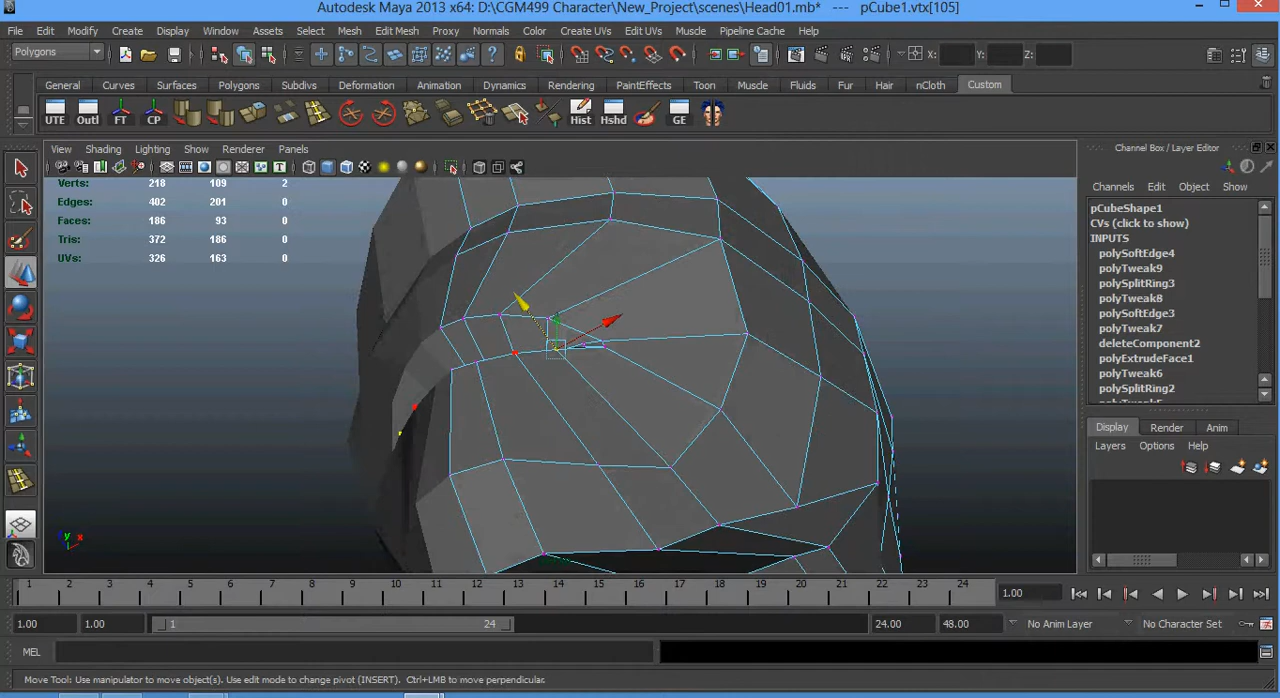 Autodesk Maya 2013 x64: D:\CGM499 Character\New_Project\scenes\Head01.mb* --- pCube1.vtx[105]
File Edit Modify Create Display Window Assets Select Mesh Edit Mesh Proxy Normals Color Create UVs Edit UVs Muscle Pipeline Cache Help
Polygons X: Y: Z:
General Curves Surfaces Polygons Subdivs Deformation Animation Dynamics Rendering PaintEffects Toon Muscle Fluids Fur Hair nCloth Custom
UTE Outl FT CP Hist Hshd GE
View Shading Lighting Show Renderer Panels
Channel Box / Layer Editor
Channels Edit Object Show
Verts: 218 109 2
Edges: 402 201 0
Faces: 186 93 0
Tris: 372 186 0
UVs: 326 163 0
pCubeShape1
CVs (click to show)
INPUTS
polySoftEdge4
polyTweak9
polySplitRing3
polyTweak8
polySoftEdge3
polyTweak7
deleteComponent2
polyExtrudeFace1
polyTweak6
polySplitRing2
Display Render Anim
Layers Options Help
y x
1 2 3 4 5 6 7 8 9 10 11 12 13 14 15 16 17 18 19 20 21 22 23 24 1.00
1.00 1.00 1 24 24.00 48.00 No Anim Layer No Character Set
MEL
Move Tool: Use manipulator to move object(s). Use edit mode to change pivot (INSERT). Ctrl+LMB to move perpendicular.